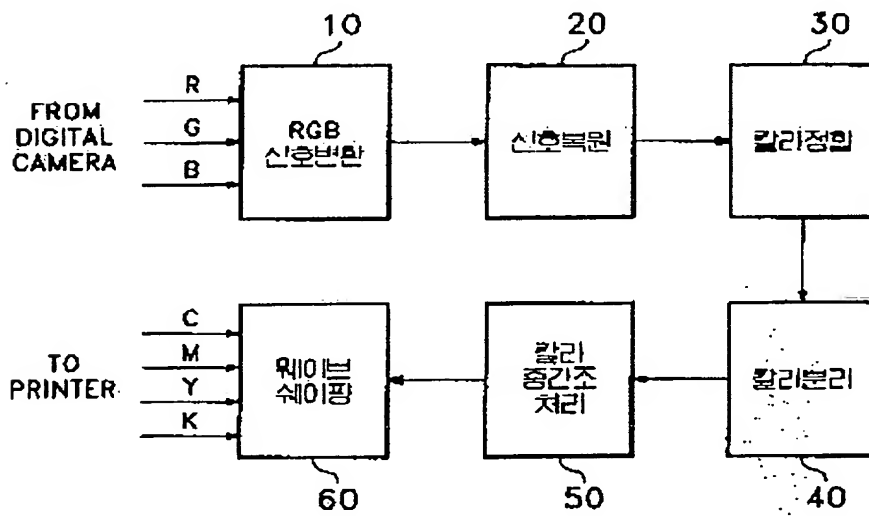 10
20
30
FROM
DIGITAL
CAMERA
R
G
B
RGB
신호변환
신호복원
칼라정합
TO
PRINTER
C
M
Y
K
웨이브
쉐이핑
칼라
중간조
처리
칼라분리
60
50
40